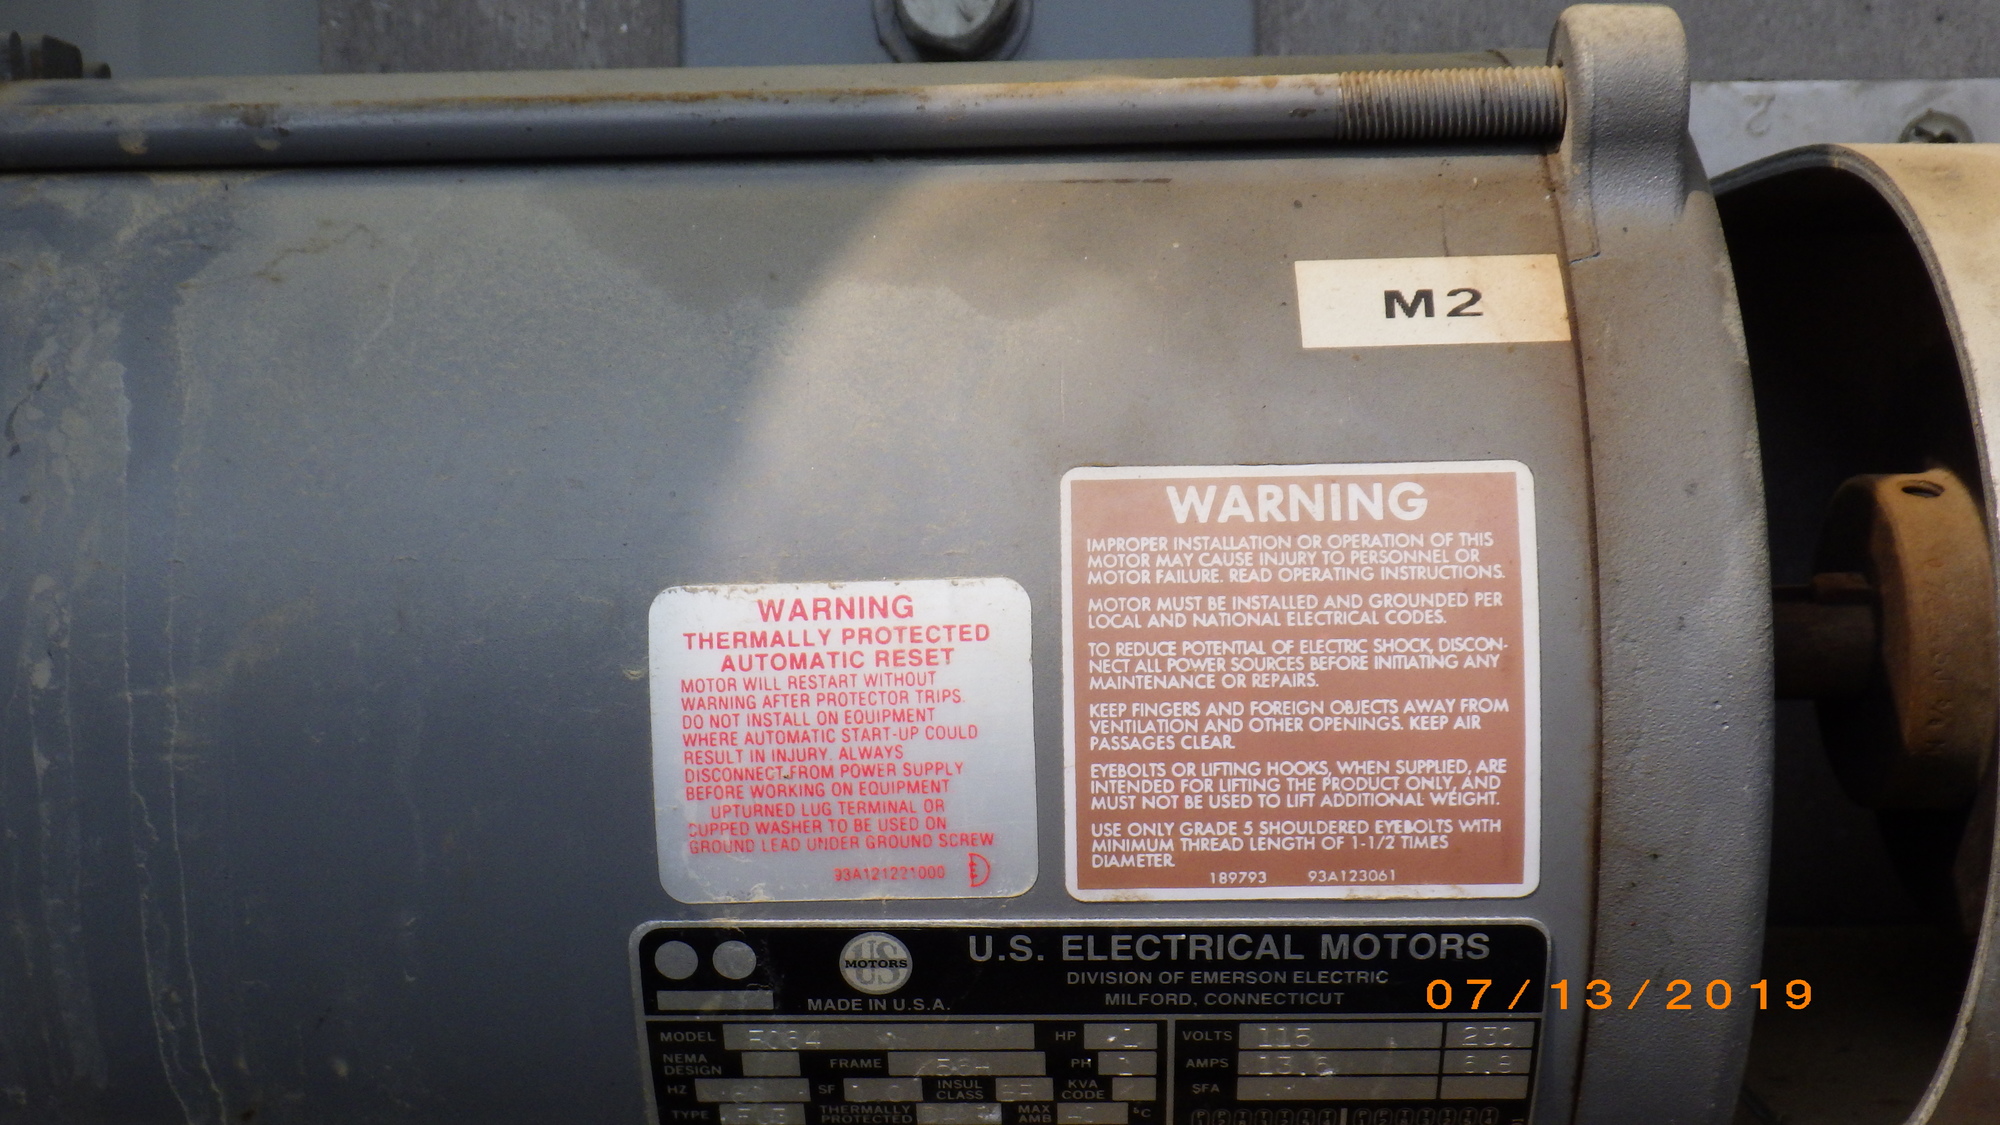 M2
WARNING
IMPROPER INSTALLATION OR OPERATION OF THIS
MOTOR MAY CAUSE INJURY TO PERSONNEL OR
MOTOR FAILURE. READ OPERATING INSTRUCTIONS.
MOTOR MUST BE INSTALLED AND GROUNDED PER
LOCAL AND NATIONAL ELECTRICAL CODES.
TO REDUCE POTENTIAL OF ELECTRIC SHOCK, DISCON-
NECT ALL POWER SOURCES BEFORE INITIATING ANY
MAINTENANCE OR REPAIRS.
KEEP FINGERS AND FOREIGN OBJECTS AWAY FROM
VENTILATION AND OTHER OPENINGS. KEEP AIR
PASSAGES CLEAR.
EYEBOLTS OR LIFTING HOOKS, WHEN SUPPLIED, ARE
INTENDED FOR LIFTING THE PRODUCT ONLY, AND
MUST NOT BE USED TO LIFT ADDITIONAL WEIGHT.
USE ONLY GRADE 5 SHOULDERED EYEBOLTS WITH
MINIMUM THREAD LENGTH OF 1-1/2 TIMES
DIAMETER.
189793 93A123061
WARNING
THERMALLY PROTECTED
AUTOMATIC RESET
MOTOR WILL RESTART WITHOUT
WARNING AFTER PROTECTOR TRIPS.
DO NOT INSTALL ON EQUIPMENT
WHERE AUTOMATIC START-UP COULD
RESULT IN INJURY. ALWAYS
DISCONNECT FROM POWER SUPPLY
BEFORE WORKING ON EQUIPMENT
UPTURNED LUG TERMINAL OR
CUPPED WASHER TO BE USED ON
GROUND LEAD UNDER GROUND SCREW
93A121221000
US
MOTORS
MADE IN U.S.A.
U.S. ELECTRICAL MOTORS
DIVISION OF EMERSON ELECTRIC
MILFORD, CONNECTICUT
07/13/2019
MODEL HP 1 VOLTS 115 230
NEMA DESIGN FRAME 56 PH 1 AMPS 13.6 6.8
HZ SF INSUL CLASS KVA CODE SFA
TYPE THERMALLY PROTECTED MAX AMB °C